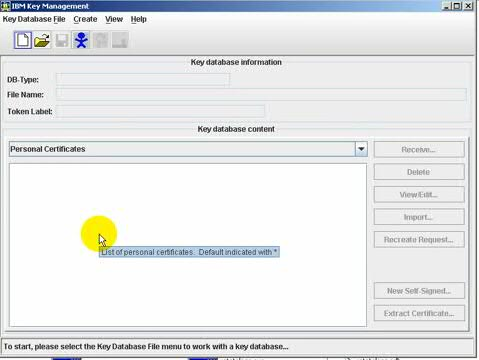 IBM Key Management
Key Database File Create View Help
Key database information
DB-Type:
File Name:
Token Label:
Key database content
Personal Certificates
Receive...
Delete
View/Edit...
Import...
Recreate Request...
List of personal certificates. Default indicated with *
New Self-Signed...
Extract Certificate...
To start, please select the Key Database File menu to work with a key database...